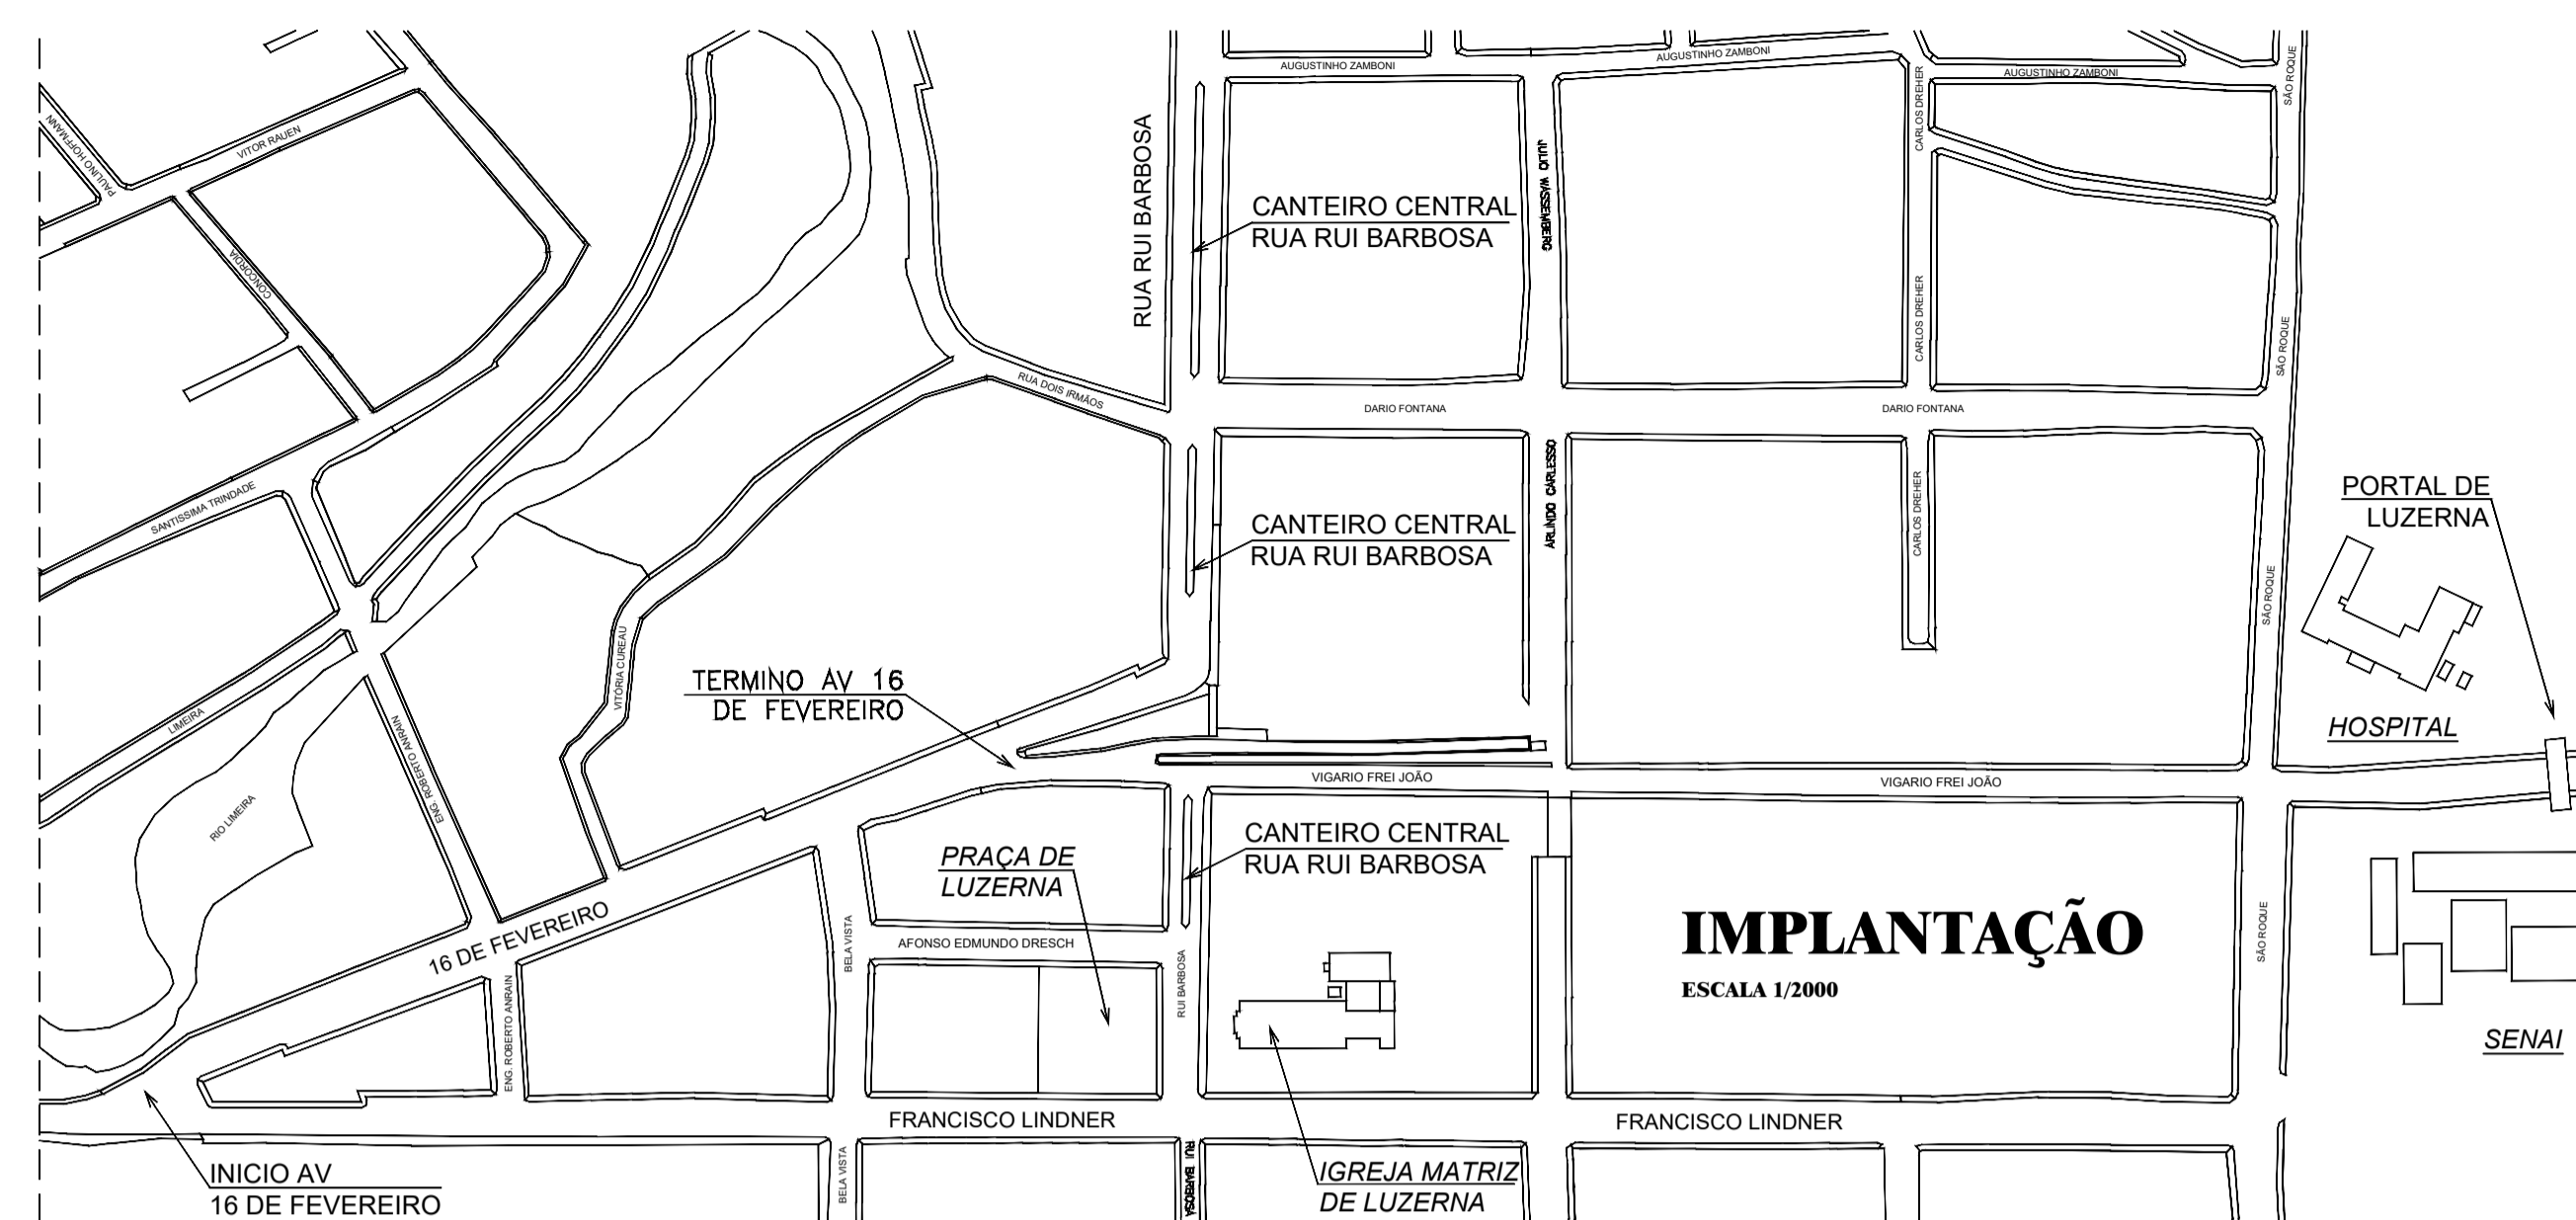 AUGUSTINHO ZAMBONI
AUGUSTINHO ZAMBONI
AUGUSTINHO ZAMBONI
SÃO ROQUE
CARLOS DREHER
PAULINO HOFFMANN
VITOR RAUEN
RUA RUI BARBOSA
JULIO WASSEMBERG
CANTEIRO CENTRAL
RUA RUI BARBOSA
CONCORDIA
CARLOS DREHER
SÃO ROQUE
RUA DOIS IRMÃOS
DARIO FONTANA
DARIO FONTANA
SANTISSIMA TRINDADE
CANTEIRO CENTRAL
RUA RUI BARBOSA
ARLINDO CARLESSO
CARLOS DREHER
PORTAL DE
LUZERNA
SÃO ROQUE
VITÓRIA CUREAU
TERMINO AV 16
DE FEVEREIRO
LIMEIRA
ENG. ROBERTO ANRAIN
HOSPITAL
VIGARIO FREI JOÃO
VIGARIO FREI JOÃO
RIO LIMEIRA
CANTEIRO CENTRAL
RUA RUI BARBOSA
PRAÇA DE
LUZERNA
16 DE FEVEREIRO
BELA VISTA
AFONSO EDMUNDO DRESCH
RUI BARBOSA
IMPLANTAÇÃO
ESCALA 1/2000
SÃO ROQUE
ENG. ROBERTO ANRAIN
SENAI
FRANCISCO LINDNER
FRANCISCO LINDNER
INICIO AV
16 DE FEVEREIRO
BELA VISTA
RUI BARBOSA
IGREJA MATRIZ
DE LUZERNA